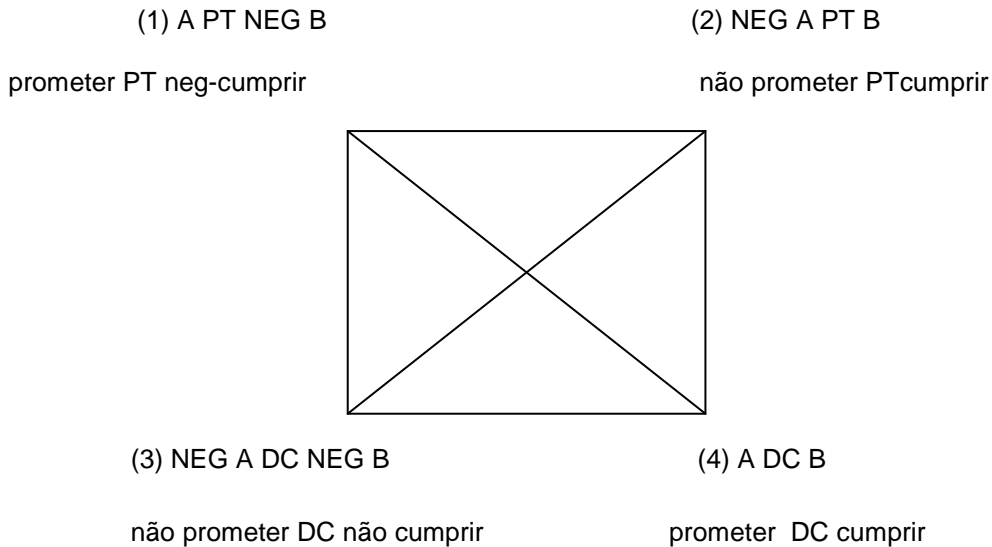 (1) A PT NEG B (2) NEG A PT B
prometer PT neg-cumprir não prometer PTcumprir
(3) NEG A DC NEG B (4) A DC B
não prometer DC não cumprir prometer DC cumprir